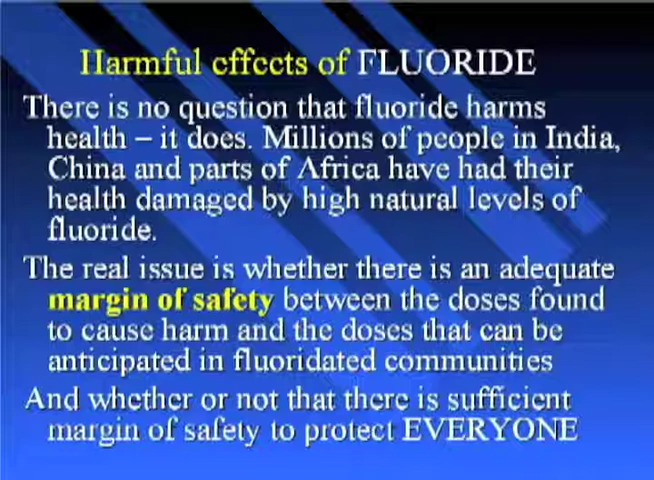 Harmful effects of FLUORIDE
There is no question that fluoride harms
health – it does. Millions of people in India,
China and parts of Africa have had their
health damaged by high natural levels of
fluoride.
The real issue is whether there is an adequate
margin of safety between the doses found
to cause harm and the doses that can be
anticipated in fluoridated communities
And whether or not that there is sufficient
margin of safety to protect EVERYONE